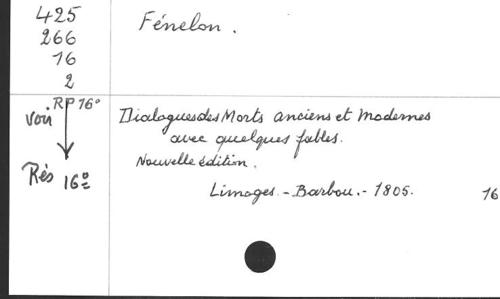 425
266
16
2
Fénelon.
RP 16°
voir
Rés 16°
Dialogues des Morts anciens et Modernes
avec quelques fables.
Nouvelle édition.
Limoges.-Barbou.-1805.
16